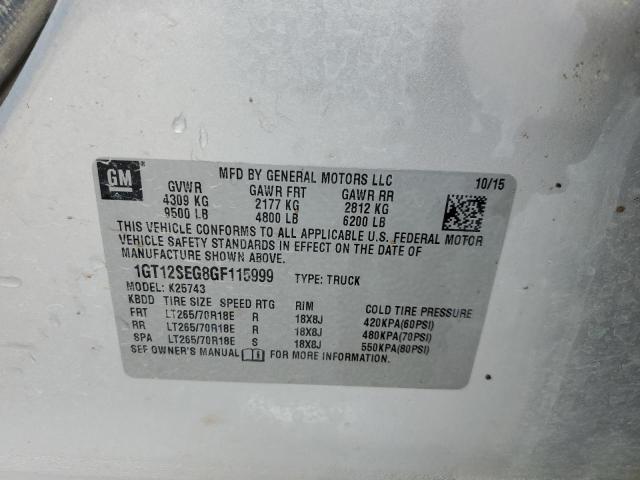 GM
MFD BY GENERAL MOTORS LLC 10/15
GVWR GAWR FRT GAWR RR
4309 KG 2177 KG 2812 KG
9500 LB 4800 LB 6200 LB
THIS VEHICLE CONFORMS TO ALL APPLICABLE U.S. FEDERAL MOTOR
VEHICLE SAFETY STANDARDS IN EFFECT ON THE DATE OF
MANUFACTURE SHOWN ABOVE.
1GT12SEG8GF115999 TYPE: TRUCK
MODEL: K25743
KBDD TIRE SIZE SPEED RTG RIM COLD TIRE PRESSURE
FRT LT265/70R18E R 18X8J 420KPA(60PSI)
RR LT265/70R18E R 18X8J 480KPA(70PSI)
SPA LT265/70R18E S 18X8J 550KPA(80PSI)
SEE OWNER'S MANUAL FOR MORE INFORMATION.